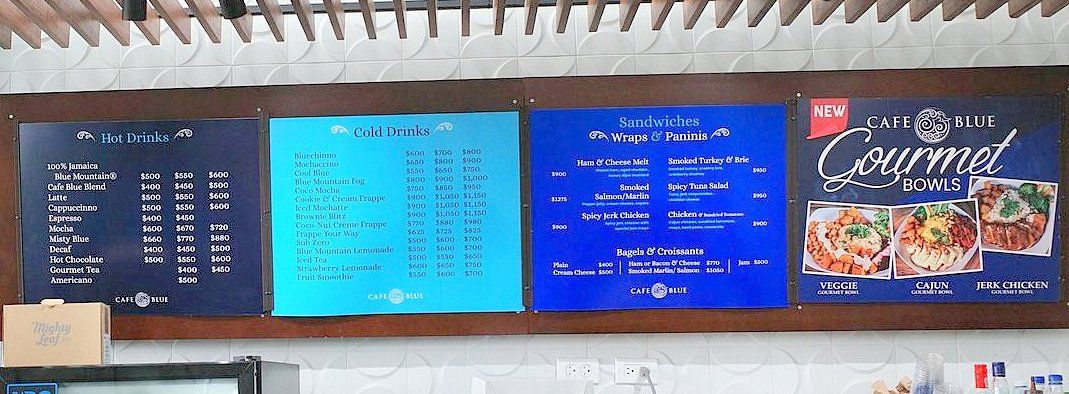 Hot Drinks
100% Jamaica
Blue Mountain® $500 $550 $600
Cafe Blue Blend $400 $450 $500
Latte $500 $550 $600
Cappuccino $500 $550 $600
Espresso $400 $450
Mocha $600 $670 $720
Misty Blue $660 $770 $880
Decaf $400 $450 $500
Hot Chocolate $500 $550 $600
Gourmet Tea $400 $450
Americano $500
CAFE BLUE
Cold Drinks
Bluechinno $600 $700 $800
Mochaccino $650 $800 $900
Cool Blue $550 $650 $750
Blue Mountain Fog $800 $900 $1,000
Coco Mocha $750 $850 $950
Cookie & Cream Frappe $900 $1,050 $1,150
Iced Mochatte $900 $1,050 $1,150
Brownie Blitz $900 $1,050 $1,150
Coco-Nut Crème Frappe $770 $880 $980
Frappe Your Way $625 $725 $825
Sub Zero $500 $600 $700
Blue Mountain Lemonade $500 $600 $700
Iced Tea $500 $550 $650
Strawberry Lemonade $600 $650 $750
Fruit Smoothie $550 $600 $700
CAFE BLUE
Sandwiches
Wraps & Paninis
Ham & Cheese Melt
$900
Smoked
Salmon/Marlin
$1275
Spicy Jerk Chicken
$900
Smoked Turkey & Brie
$950
Spicy Tuna Salad
$950
Chicken & Sundried Tomatoes
$900
Bagels & Croissants
Plain $400
Cream Cheese $500
Ham or Bacon & Cheese $770
Smoked Marlin/ Salmon $1050
Jam $500
CAFE BLUE
NEW
CAFE BLUE
Gourmet
BOWLS
VEGGIE
GOURMET BOWL
CAJUN
GOURMET BOWL
JERK CHICKEN
GOURMET BOWL
Mighty
Leaf